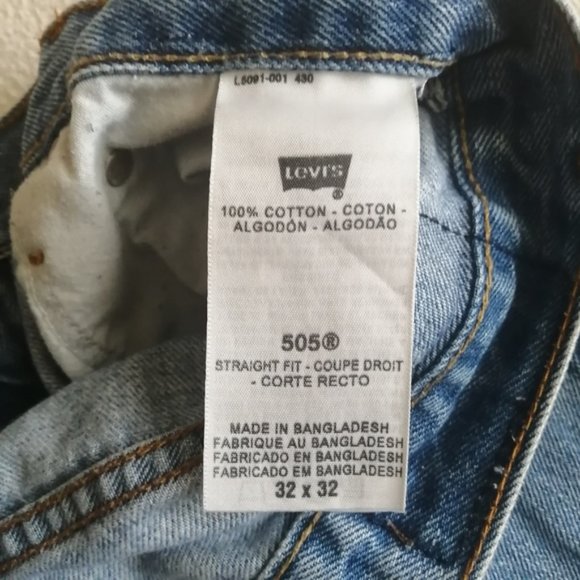 L5091-001 430
Levi's
®
100% COTTON - COTON -
ALGODÓN - ALGODÃO
505®
STRAIGHT FIT - COUPE DROIT
- CORTE RECTO
MADE IN BANGLADESH
FABRIQUE AU BANGLADESH
FABRICADO EN BANGLADESH
FABRICADO EM BANGLADESH
32 x 32